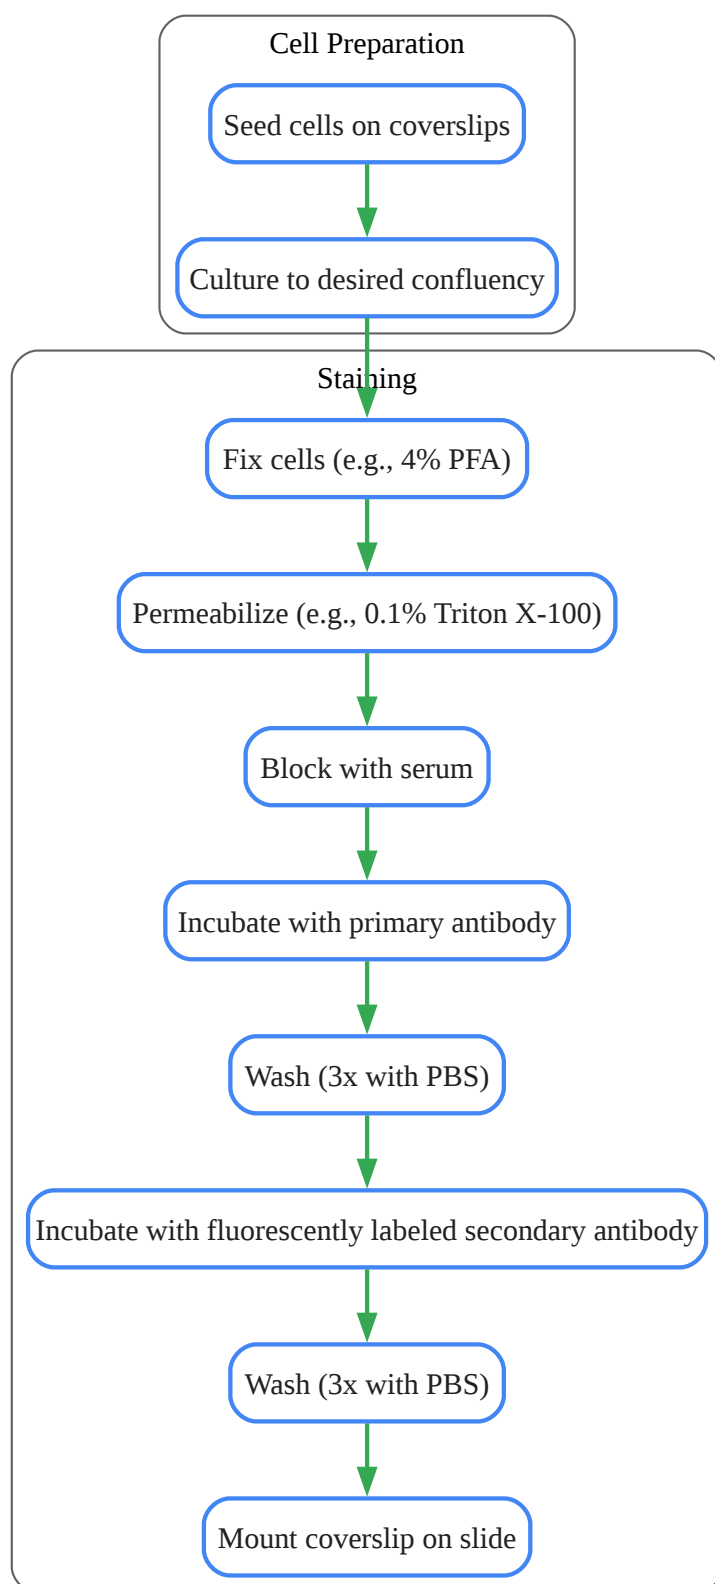 Cell Preparation
Seed cells on coverslips
Culture to desired confluency
Staining
Fix cells (e.g., 4% PFA)
Permeabilize (e.g., 0.1% Triton X-100)
Block with serum
Incubate with primary antibody
Wash (3x with PBS)
Incubate with fluorescently labeled secondary antibody
Wash (3x with PBS)
Mount coverslip on slide